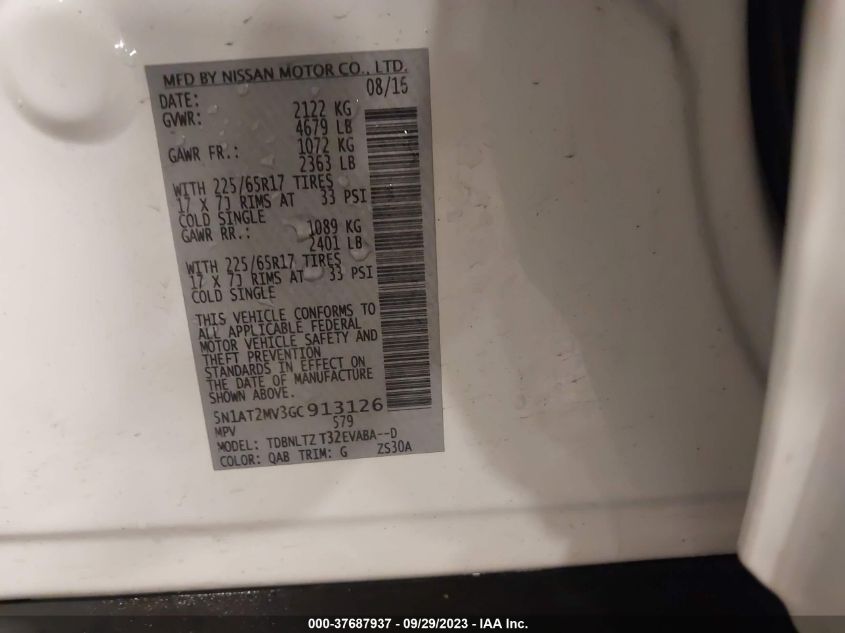 MFD BY NISSAN MOTOR CO., LTD.
DATE: 08/15
GVWR: 2122 KG
4679 LB
GAWR FR.: 1072 KG
2363 LB
WITH 225/65R17 TIRES
17 X 7J RIMS AT 33 PSI
COLD SINGLE
GAWR RR.: 1089 KG
2401 LB
WITH 225/65R17 TIRES
17 X 7J RIMS AT 33 PSI
COLD SINGLE
THIS VEHICLE CONFORMS TO
ALL APPLICABLE FEDERAL
MOTOR VEHICLE SAFETY AND
THEFT PREVENTION
STANDARDS IN EFFECT ON
THE DATE OF MANUFACTURE
SHOWN ABOVE.
5N1AT2MV3GC913126
MPV 579
MODEL: TDBNLTZ T32EVABA--D
COLOR: QAB TRIM: G ZS30A
000-37687937 - 09/29/2023 - IAA Inc.